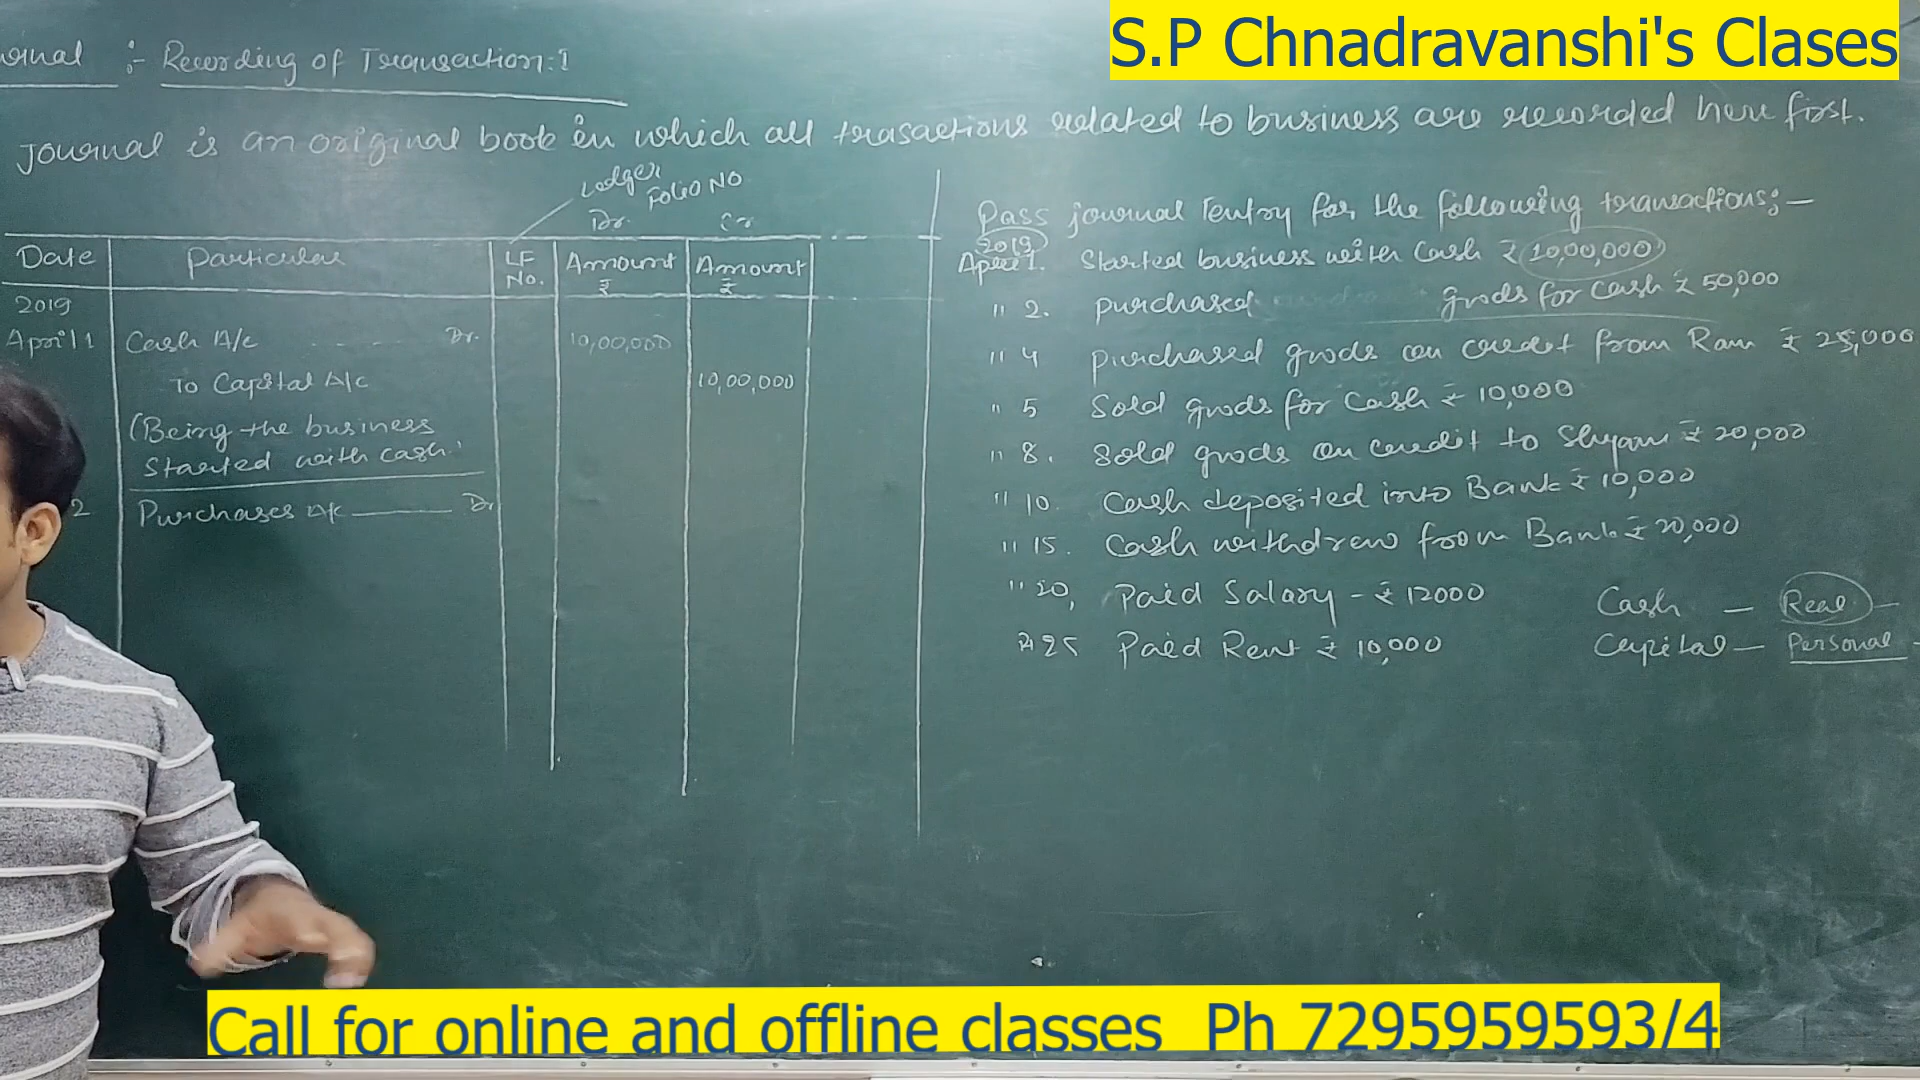 S.P Chnadravanshi's Clases
urnal :- Recording of Transaction:!
Journal is an original book in which all trasactions related to business are recorded here first.
Ledger
Folio NO
Dr. Cr
Date Particular LF No. Amount ₹ Amount ₹
2019
April 1 Cash A/c Dr. 10,00,000
To Capital A/c 10,00,000
(Being the business
started with cash.
2 Purchases A/c Dr
Pass journal Entry for the following transactions;-
2019
April 1. Started business with Cash ₹ 10,00,000
" 2. purchased goods for cash ₹ 50,000
" 4 purchased goods on credit from Ram ₹ 25,000
" 5 Sold goods for Cash ₹ 10,000
" 8. Sold goods on credit to Shyam ₹ 20,000
" 10. Cash deposited into Bank ₹ 10,000
" 15. Cash withdrew from Bank ₹ 20,000
" 20, Paid Salary - ₹ 12000
25 Paid Rent ₹ 10,000
Cash - Real -
Capital - Personal -
Call for online and offline classes Ph 7295959593/4